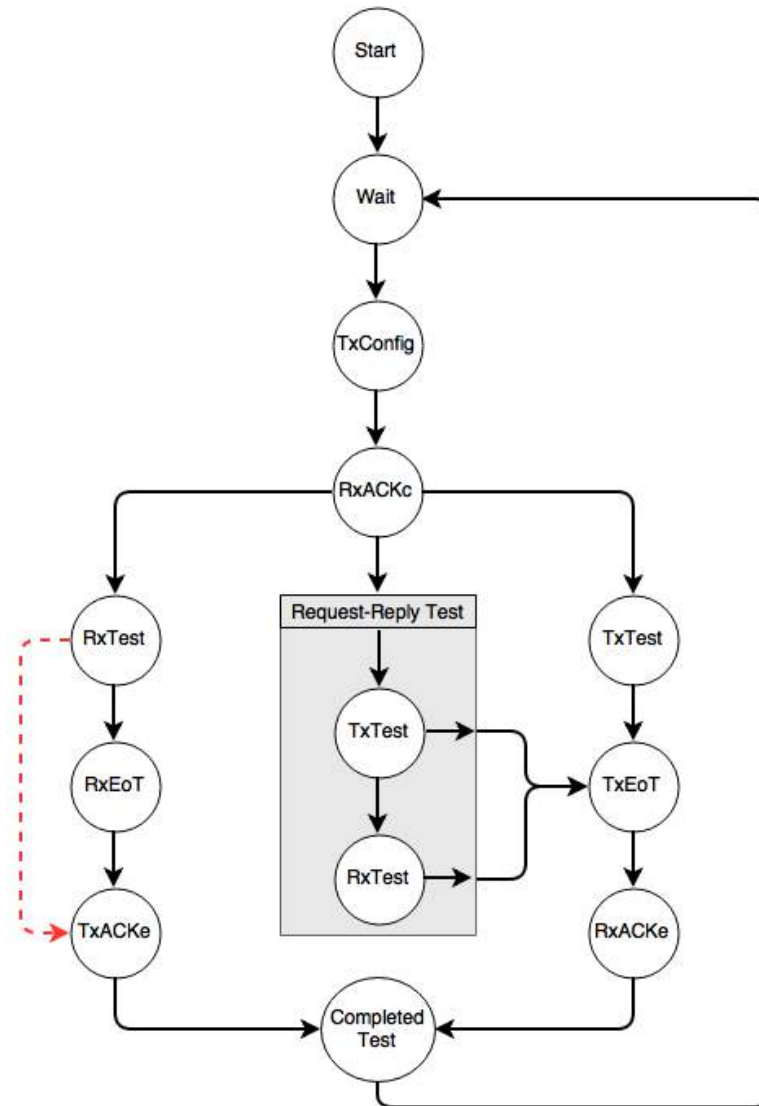 Start
Wait
TxConfig
RxACKc
RxTest
Request-Reply Test
TxTest
TxTest
RxEoT
TxEoT
RxTest
TxACKe
RxACKe
Completed
Test